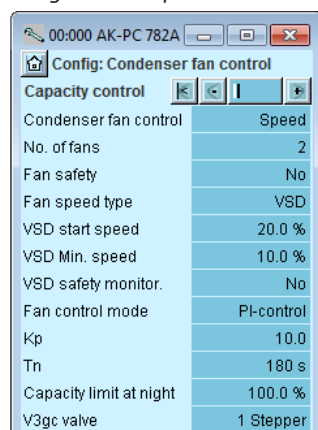 00:000 AK-PC 782A
Config: Condenser fan control
Capacity control
Condenser fan control Speed
No. of fans 2
Fan safety No
Fan speed type VSD
VSD start speed 20.0 %
VSD Min. speed 10.0 %
VSD safety monitor. No
Fan control mode PI-control
Kp 10.0
Tn 180 s
Capacity limit at night 100.0 %
V3gc valve 1 Stepper